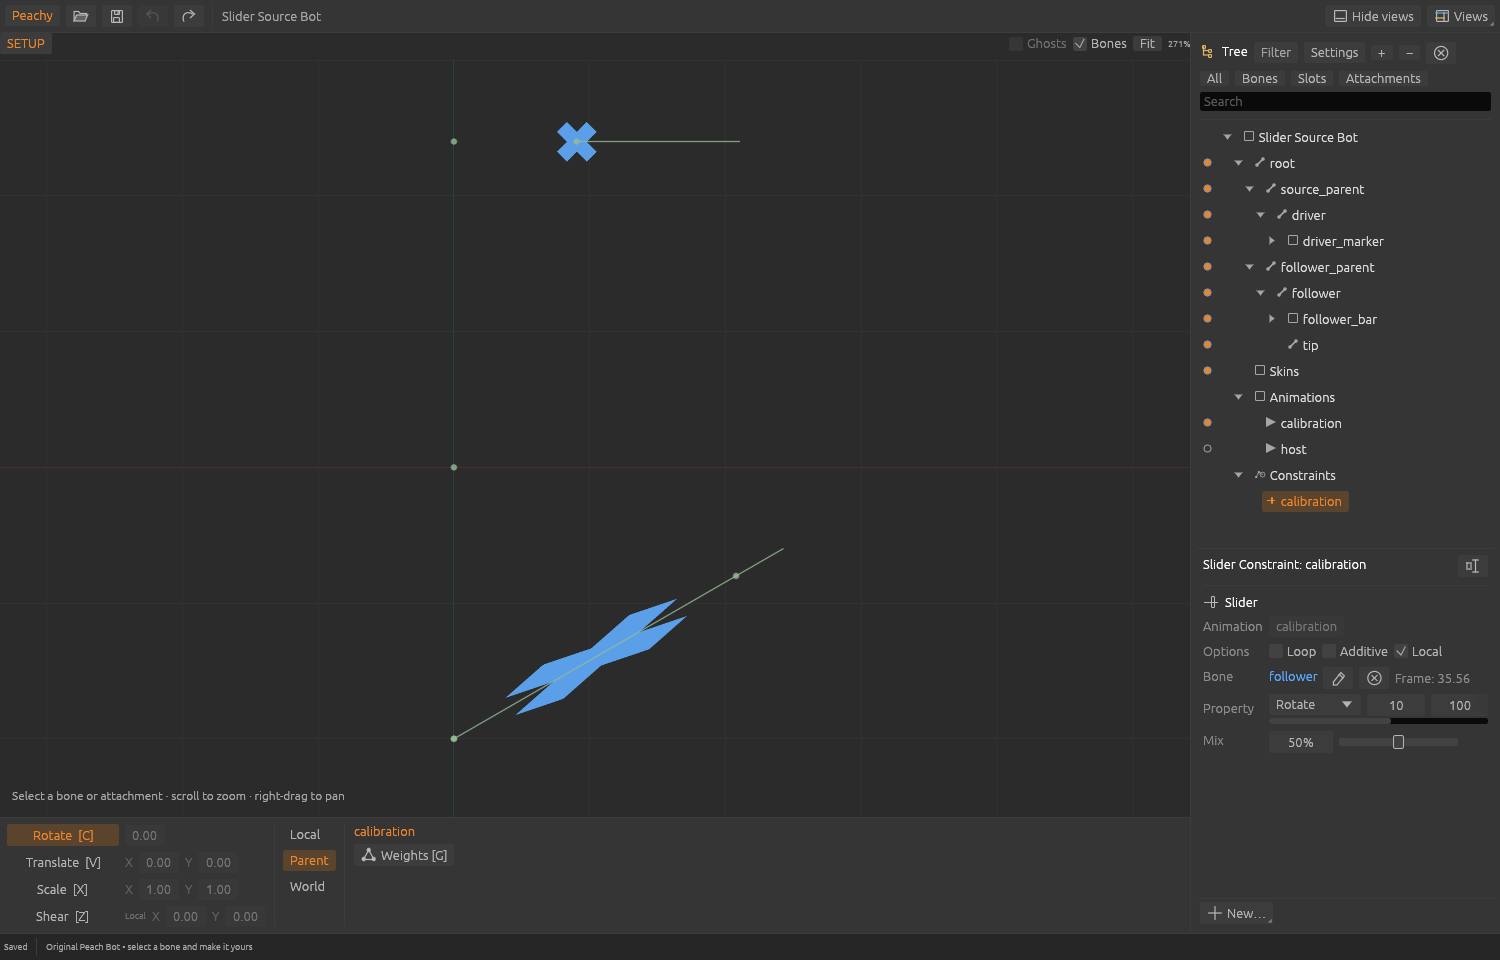 Peachy
Slider Source Bot
Hide views
Views
SETUP
Ghosts
Bones
Fit
271%
Tree
Filter
Settings
All
Bones
Slots
Attachments
Search
Slider Source Bot
root
source_parent
driver
driver_marker
follower_parent
follower
follower_bar
tip
Skins
Animations
calibration
host
Constraints
calibration
Slider Constraint: calibration
Slider
Animation calibration
Options Loop Additive Local
Bone follower Frame: 35.56
Property Rotate 10 100
Mix 50%
Select a bone or attachment · scroll to zoom · right-drag to pan
Rotate [C] 0.00
Translate [V] X 0.00 Y 0.00
Scale [X] X 1.00 Y 1.00
Shear [Z] Local X 0.00 Y 0.00
Local
Parent
World
calibration
Weights [G]
New...
Saved
Original Peach Bot • select a bone and make it yours